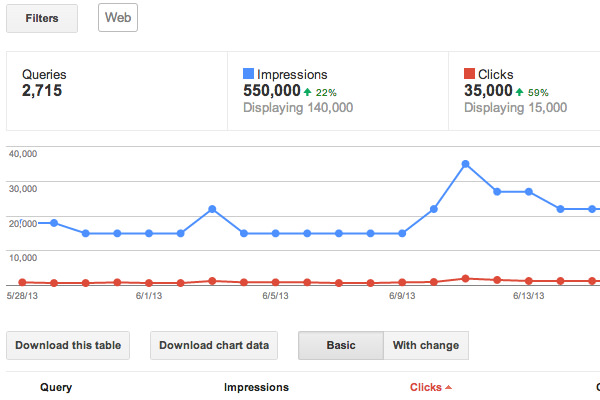 Filters Web
Queries
2,715
Impressions
550,000 22%
Displaying 140,000
Clicks
35,000 59%
Displaying 15,000
40,000
30,000
20,000
10,000
5/28/13 6/1/13 6/5/13 6/9/13 6/13/13
Download this table Download chart data Basic With change
Query Impressions Clicks